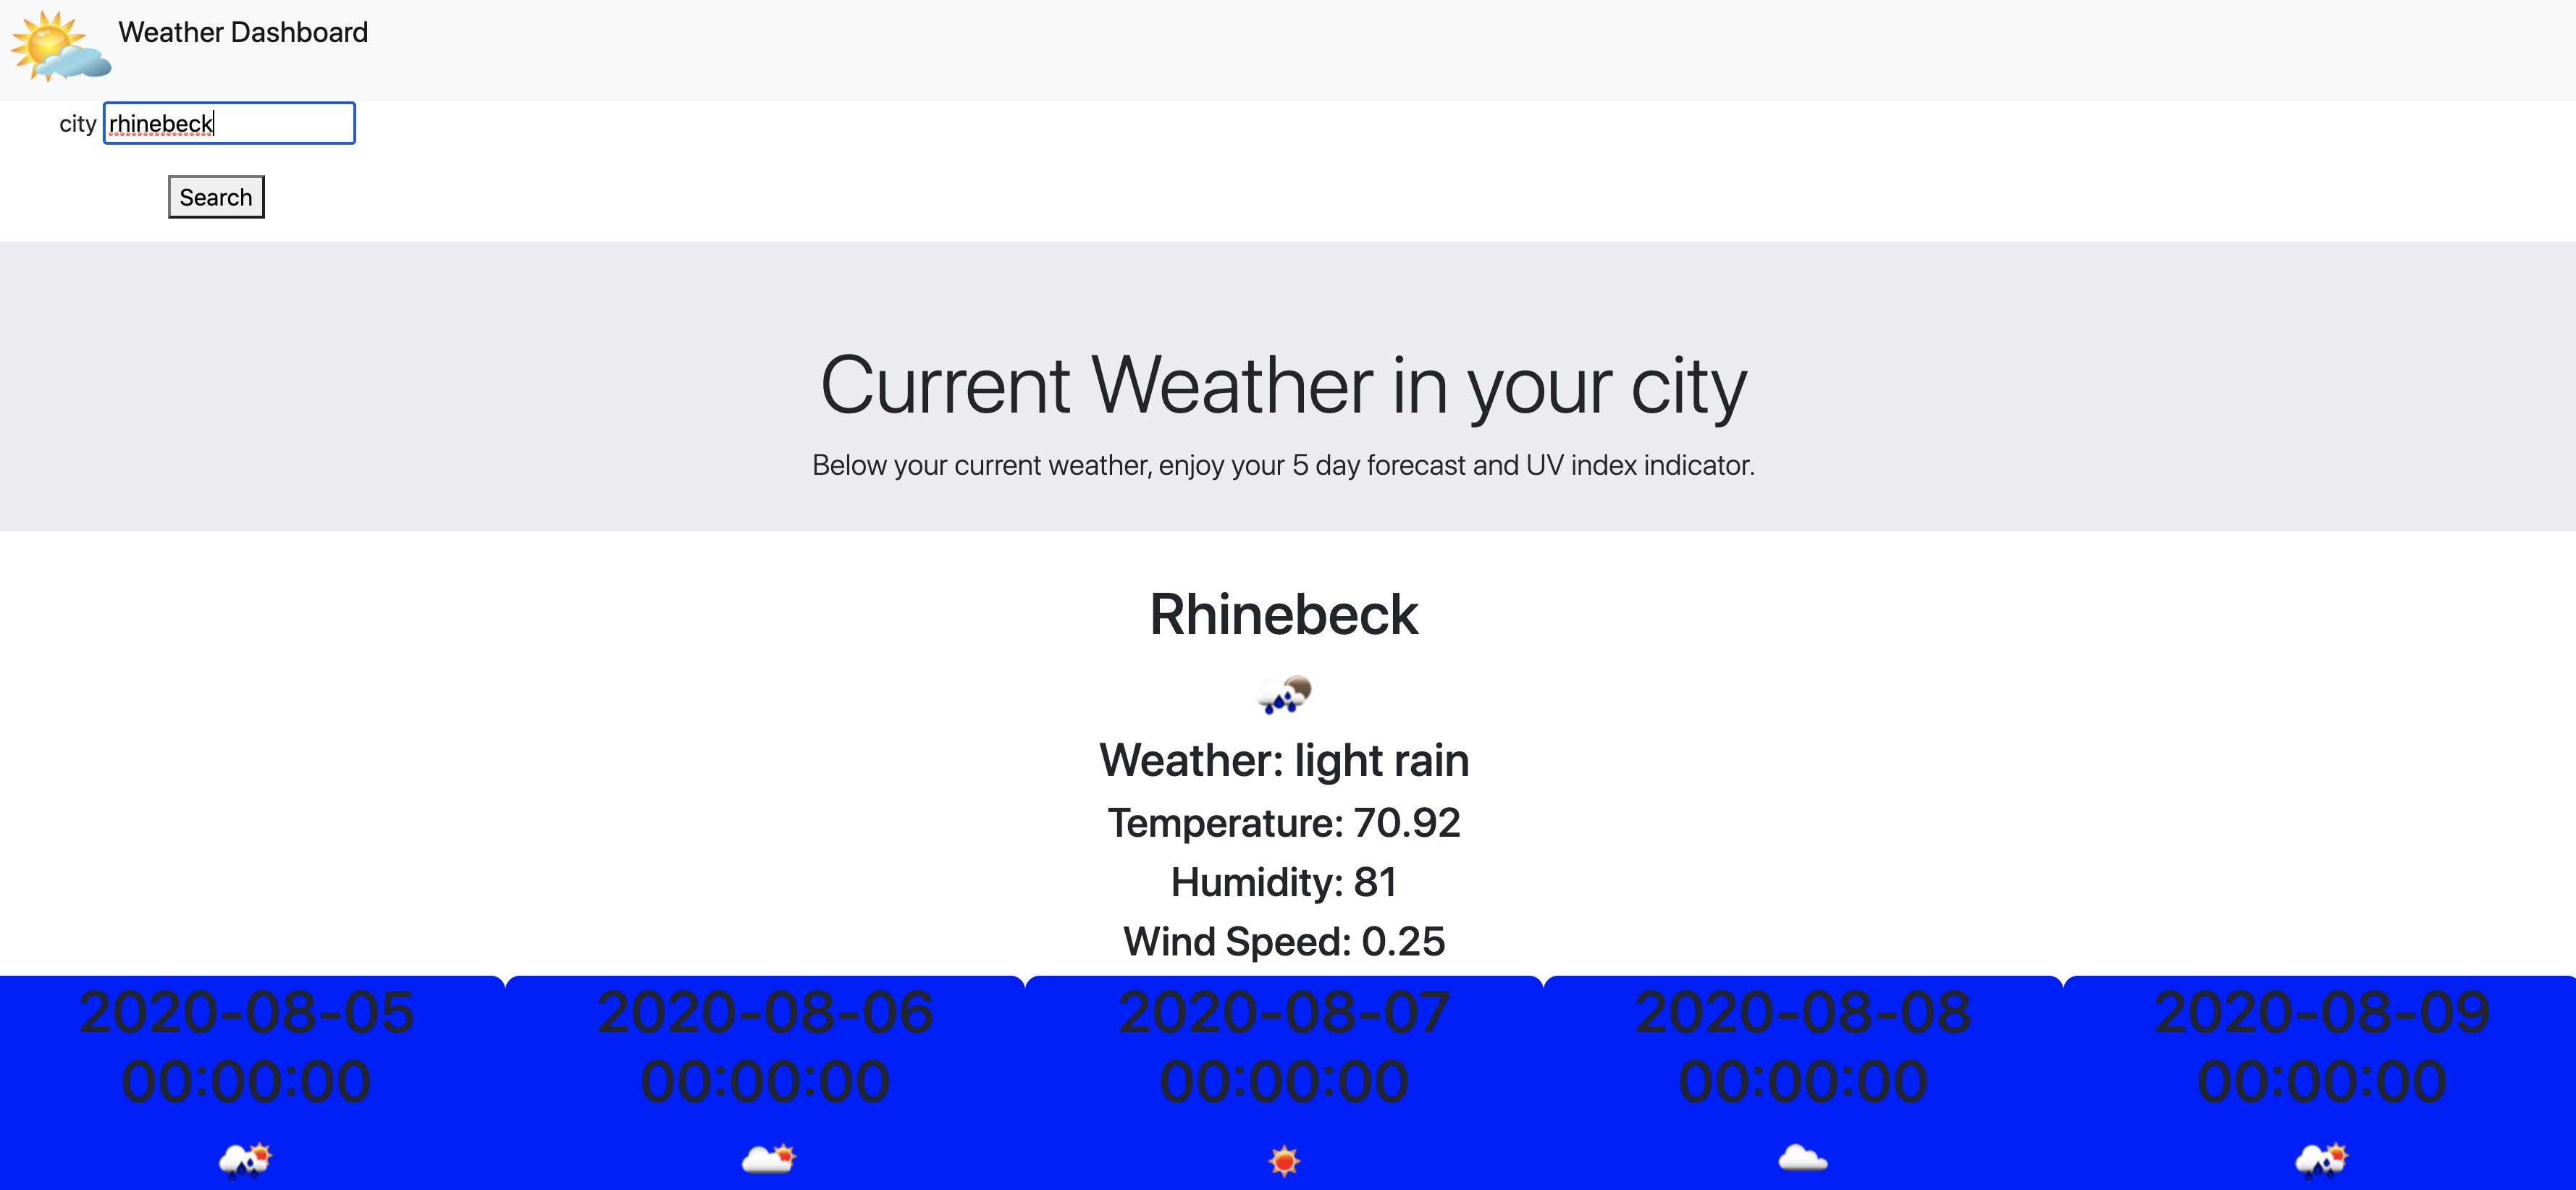 Weather Dashboard
city rhinebeck
Search
Current Weather in your city
Below your current weather, enjoy your 5 day forecast and UV index indicator.
Rhinebeck
Weather: light rain
Temperature: 70.92
Humidity: 81
Wind Speed: 0.25
2020-08-05
00:00:00
2020-08-06
00:00:00
2020-08-07
00:00:00
2020-08-08
00:00:00
2020-08-09
00:00:00